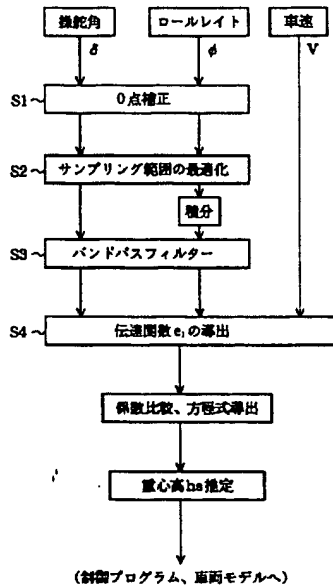 操舵角 ロールレイト 車速
δ φ V
S1 0点補正
S2 サンプリング範囲の最適化
積分
S3 バンドパスフィルター
S4 伝達関数eiの導出
係数比較、方程式導出
重心高hs推定
(制御プログラム、車両モデルへ)